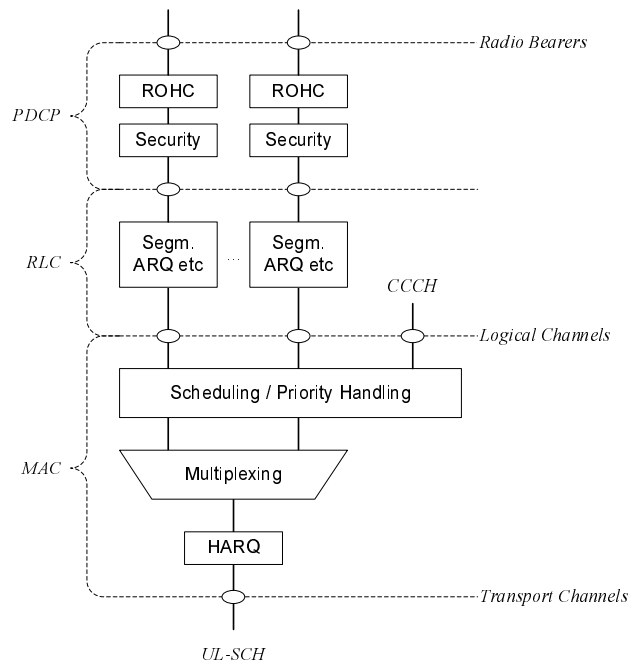 Radio Bearers
ROHC
ROHC
PDCP
Security
Security
Segm.
ARQ etc
...
Segm.
ARQ etc
RLC
CCCH
Logical Channels
Scheduling / Priority Handling
MAC
Multiplexing
HARQ
Transport Channels
UL-SCH